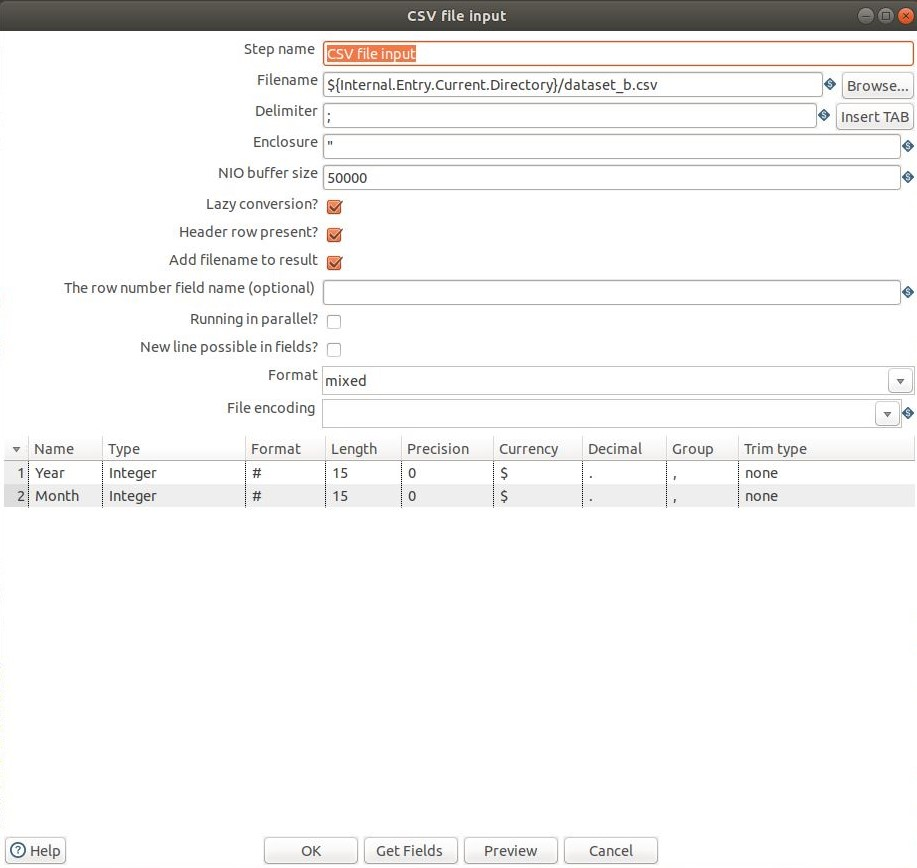 CSV file input
Step name CSV file input
Filename ${Internal.Entry.Current.Directory}/dataset_b.csv Browse...
Delimiter ; Insert TAB
Enclosure "
NIO buffer size 50000
Lazy conversion?
Header row present?
Add filename to result
The row number field name (optional)
Running in parallel?
New line possible in fields?
Format mixed
File encoding
Name Type Format Length Precision Currency Decimal Group Trim type
1 Year Integer # 15 0 $ . , none
2 Month Integer # 15 0 $ . , none
Help OK Get Fields Preview Cancel